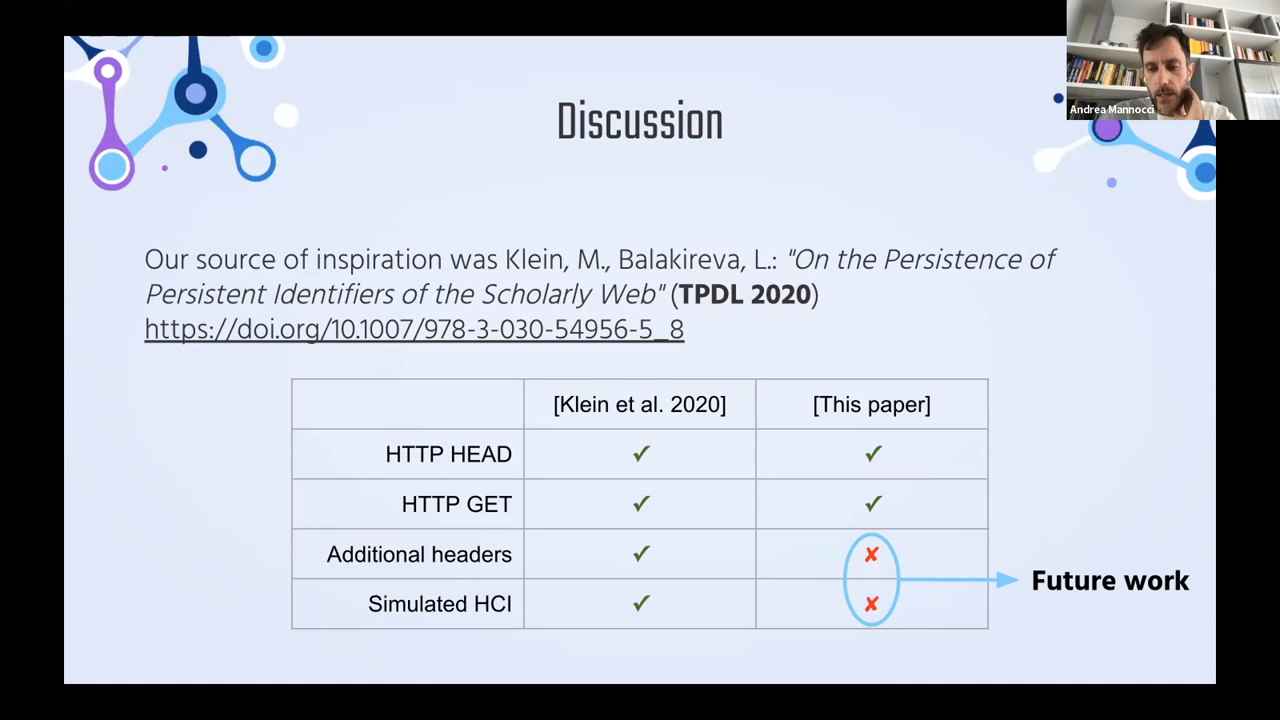 Andrea Mannocci
Discussion
Our source of inspiration was Klein, M., Balakireva, L.: "On the Persistence of
Persistent Identifiers of the Scholarly Web" (TPDL 2020)
https://doi.org/10.1007/978-3-030-54956-5_8
[Klein et al. 2020] [This paper]
HTTP HEAD ✓ ✓
HTTP GET ✓ ✓
Additional headers ✓ ✘
Simulated HCI ✓ ✘
Future work